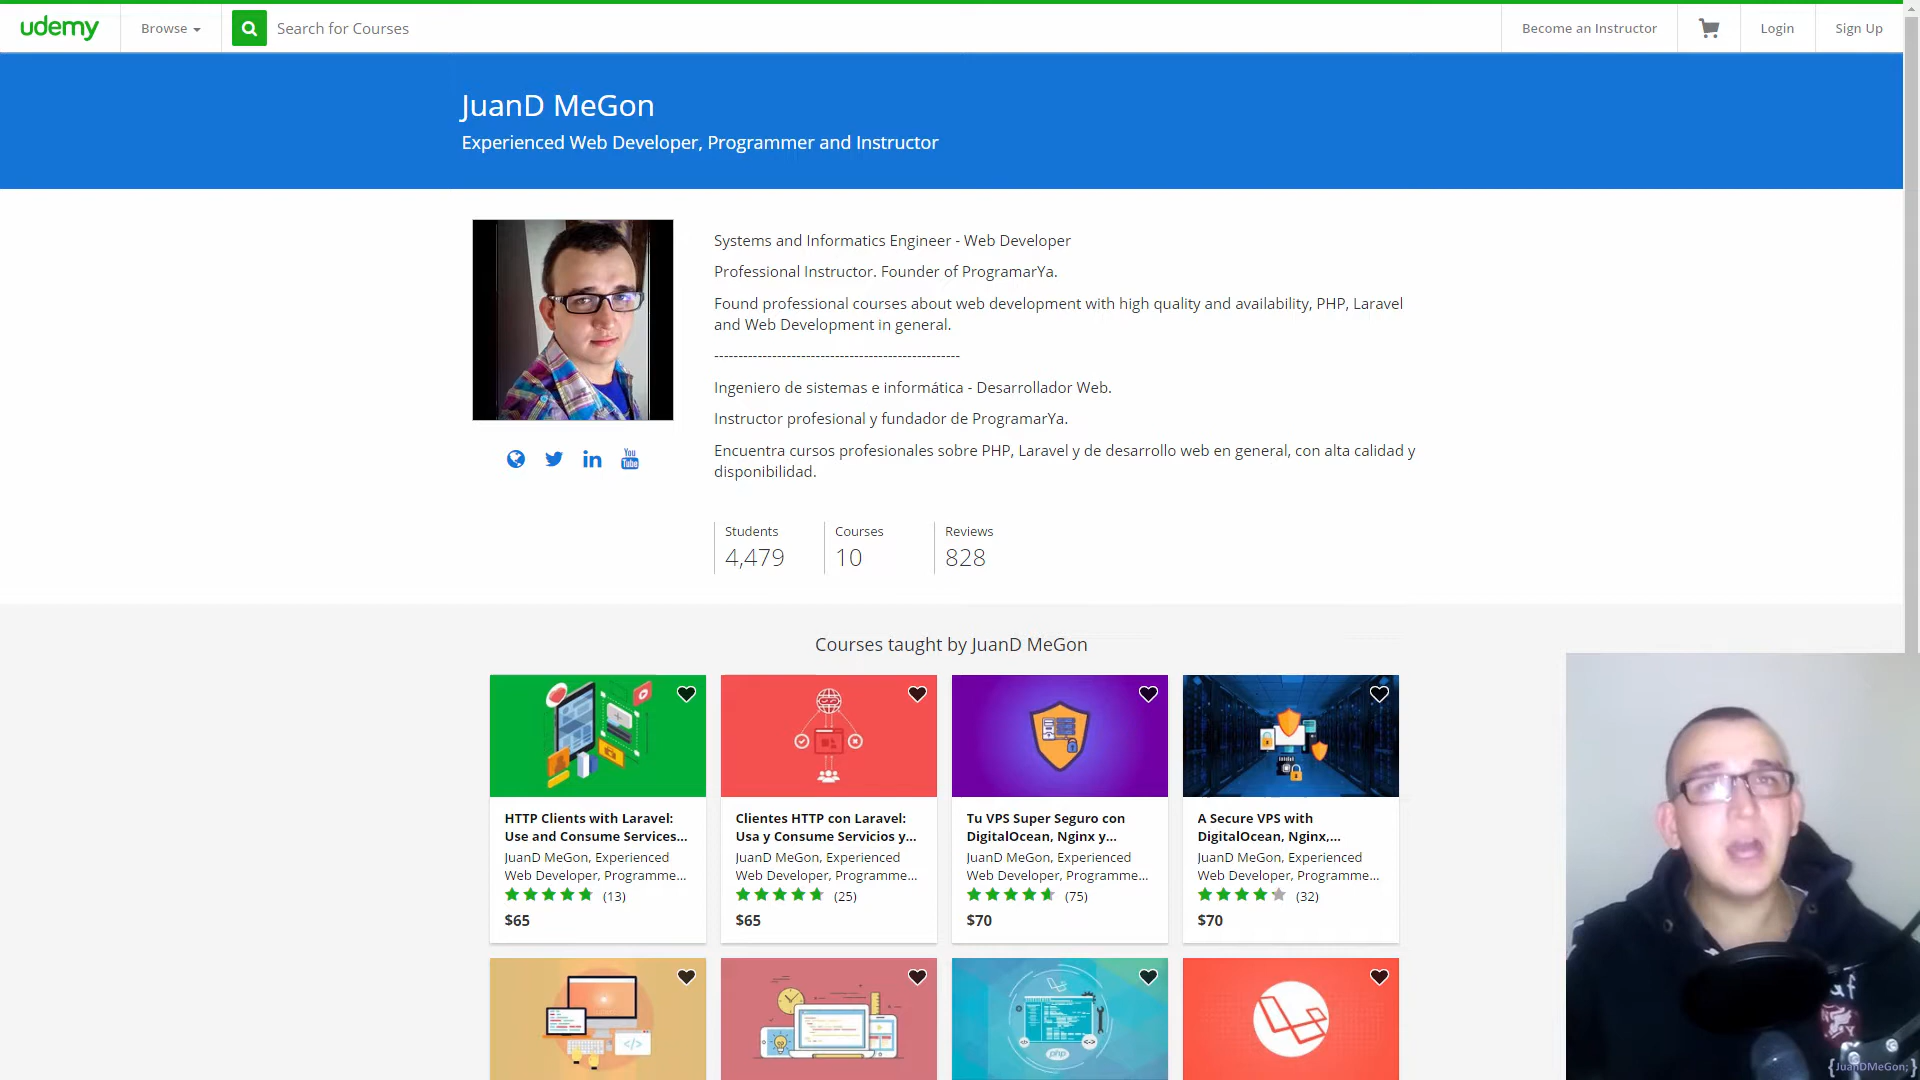 udemy
Browse
Search for Courses
Become an Instructor
Login
Sign Up
JuanD MeGon
Experienced Web Developer, Programmer and Instructor
Systems and Informatics Engineer - Web Developer
Professional Instructor. Founder of ProgramarYa.
Found professional courses about web development with high quality and availability, PHP, Laravel
and Web Development in general.
---------------------------------------------------
Ingeniero de sistemas e informática - Desarrollador Web.
Instructor profesional y fundador de ProgramarYa.
Encuentra cursos profesionales sobre PHP, Laravel y de desarrollo web en general, con alta calidad y
disponibilidad.
You
Tube
Students
4,479
Courses
10
Reviews
828
Courses taught by JuanD MeGon
HTTP Clients with Laravel:
Use and Consume Services...
JuanD MeGon, Experienced
Web Developer, Programme...
(13)
$65
Clientes HTTP con Laravel:
Usa y Consume Servicios y...
JuanD MeGon, Experienced
Web Developer, Programme...
(25)
$65
Tu VPS Super Seguro con
DigitalOcean, Nginx y...
JuanD MeGon, Experienced
Web Developer, Programme...
(75)
$70
A Secure VPS with
DigitalOcean, Nginx,...
JuanD MeGon, Experienced
Web Developer, Programme...
(32)
$70
</>
php
{JuanDMeGon;}